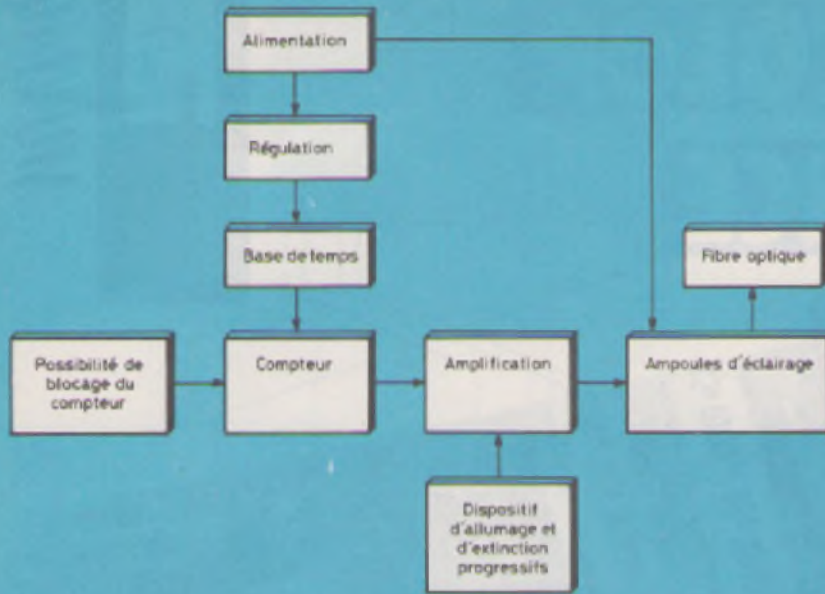 Alimentation
Régulation
Base de temps
Fibre optique
Possibilité de
blocage du
compteur
Compteur
Amplification
Ampoules d'éclairage
Dispositif
d'allumage et
d'extinction
progressifs